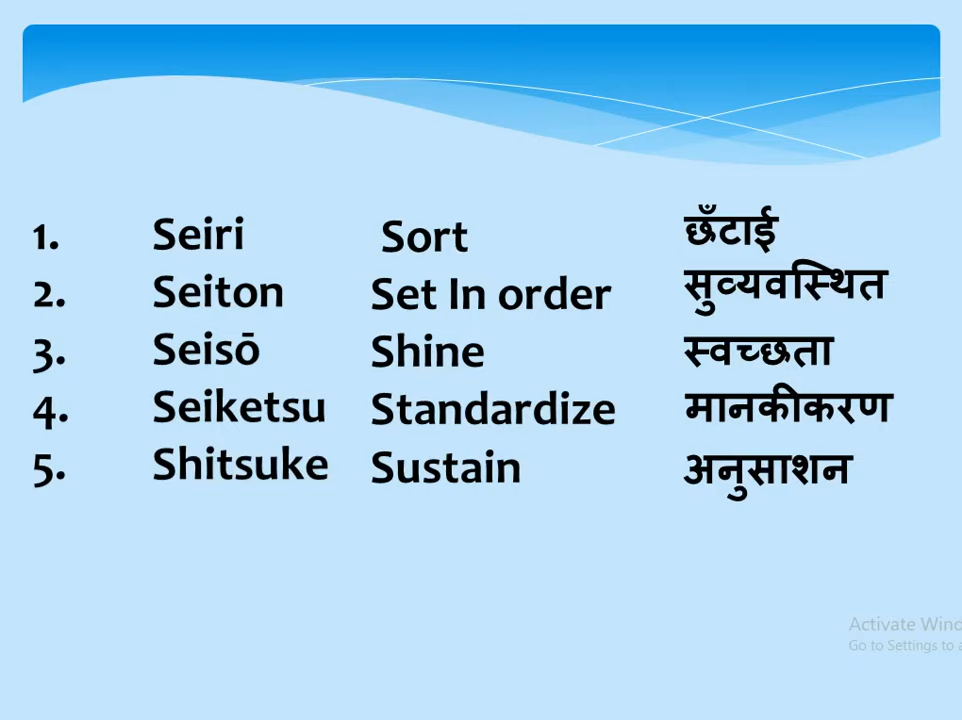 1. Seiri Sort छँटाई
2. Seiton Set In order सुव्यवस्थित
3. Seisō Shine स्वच्छता
4. Seiketsu Standardize मानकीकरण
5. Shitsuke Sustain अनुसाशन
Activate Wind
Go to Settings to a